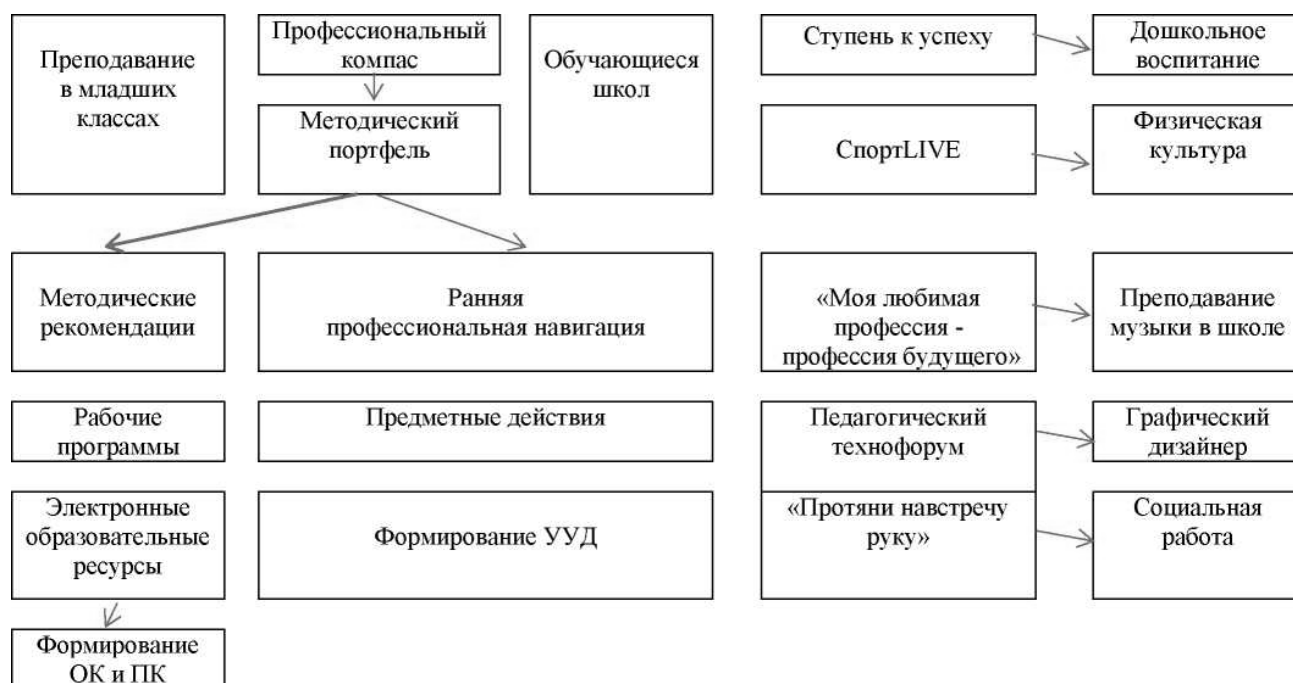 Преподавание
в младших
классах
Профессиональный
компас
Методический
портфель
Обучающиеся
школ
Ступень к успеху
Дошкольное
воспитание
СпортLIVE
Физическая
культура
Методические
рекомендации
Ранняя
профессиональная навигация
«Моя любимая
профессия -
профессия будущего»
Преподавание
музыки в школе
Рабочие
программы
Предметные действия
Педагогический
технофорум
Графический
дизайнер
Электронные
образовательные
ресурсы
Формирование УУД
«Протяни навстречу
руку»
Социальная
работа
Формирование
ОК и ПК